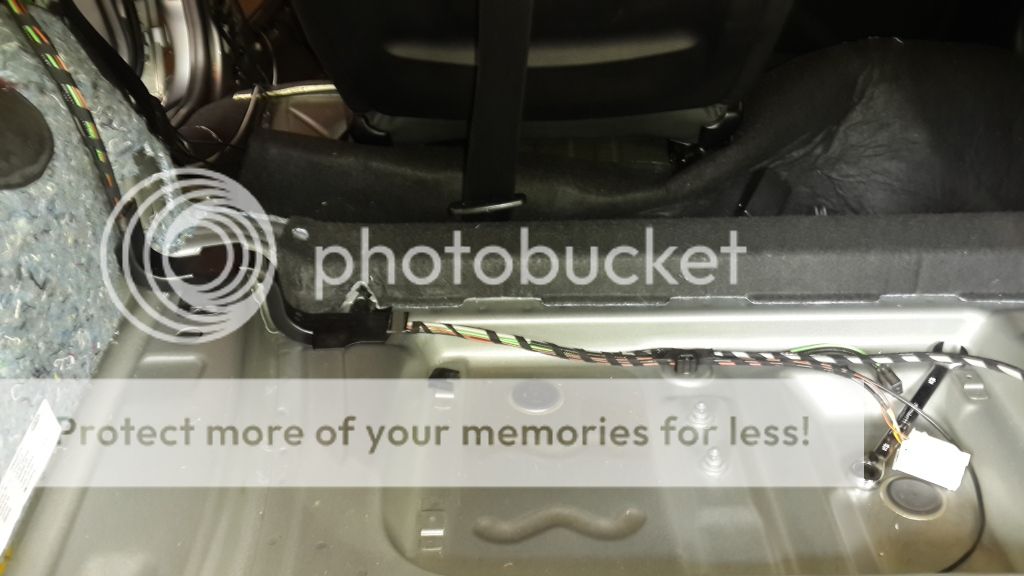 photobucket
Protect more of your memories for less!